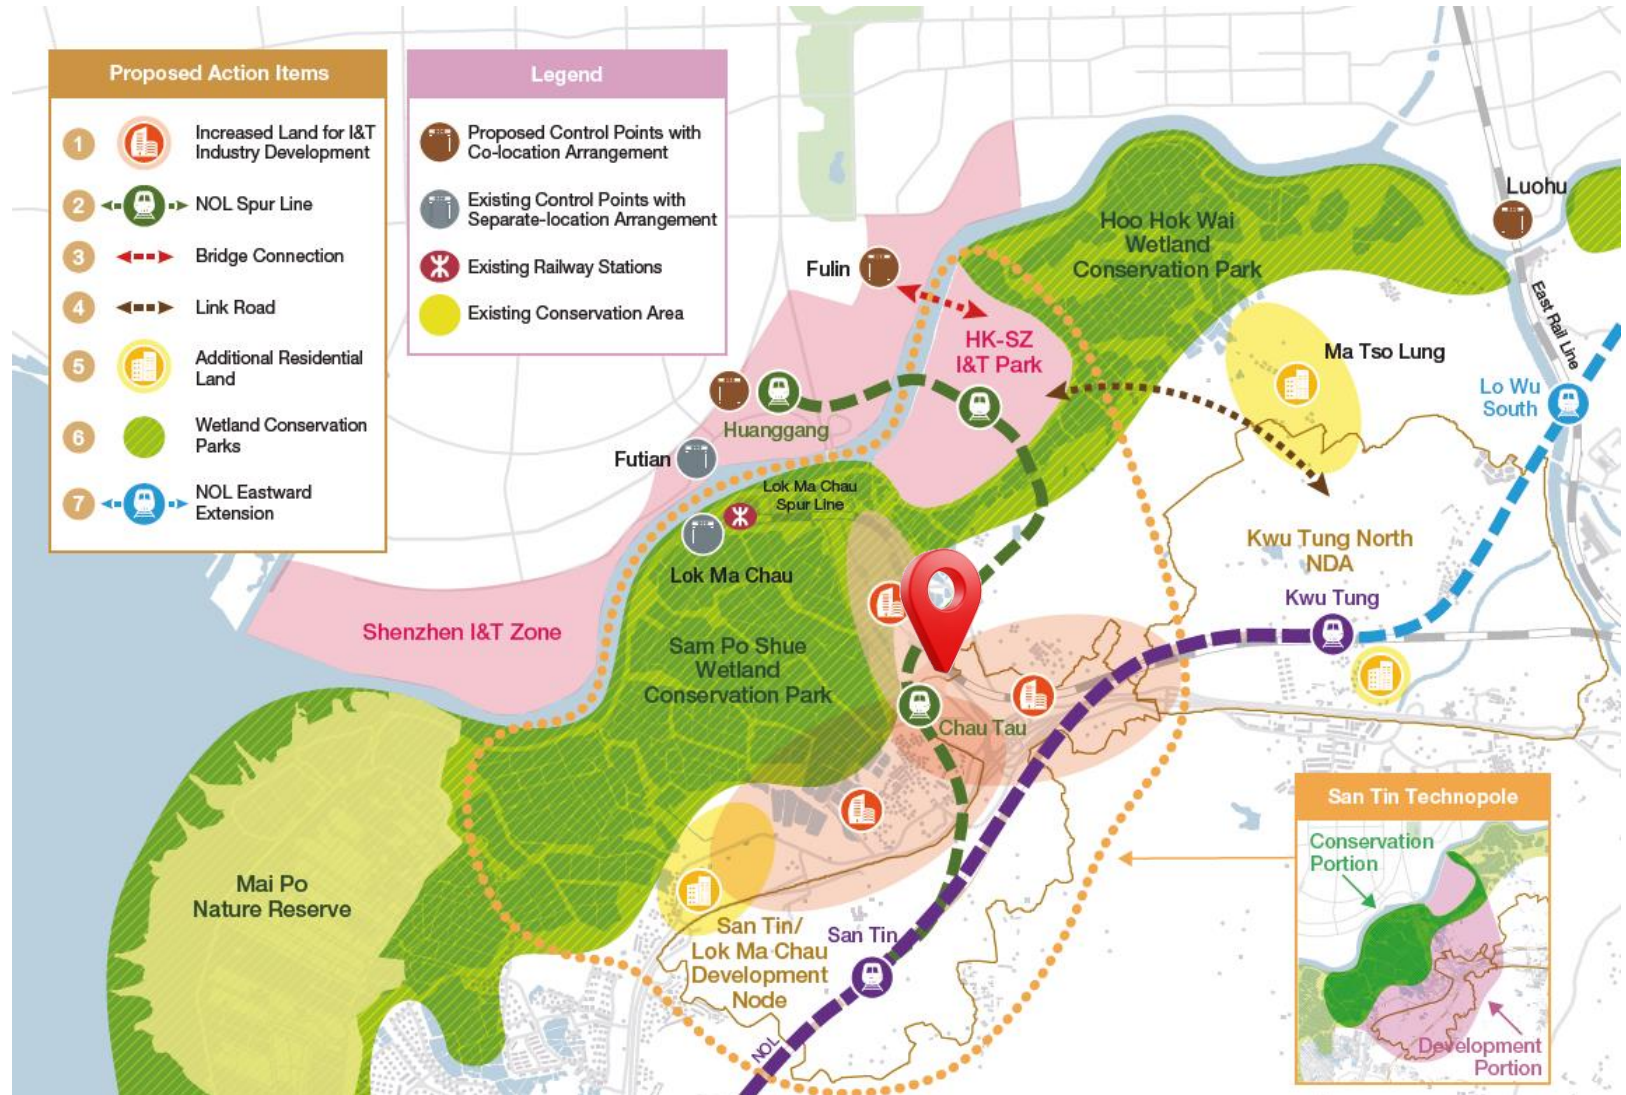 Proposed Action Items
1
Increased Land for I&T
Industry Development
2
NOL Spur Line
3
Bridge Connection
4
Link Road
5
Additional Residential
Land
6
Wetland Conservation
Parks
7
NOL Eastward
Extension
Legend
Proposed Control Points with
Co-location Arrangement
Existing Control Points with
Separate-location Arrangement
Existing Railway Stations
Existing Conservation Area
Luohu
Hoo Hok Wai
Wetland
Conservation Park
Fulin
East Rail Line
HK-SZ
I&T Park
Ma Tso Lung
Lo Wu
South
Huanggang
Futian
Lok Ma Chau
Spur Line
Kwu Tung North
NDA
Lok Ma Chau
Kwu Tung
Shenzhen I&T Zone
Sam Po Shue
Wetland
Conservation Park
Chau Tau
Mai Po
Nature Reserve
San Tin/
Lok Ma Chau
Development
Node
San Tin
NOL
San Tin Technopole
Conservation
Portion
Development
Portion